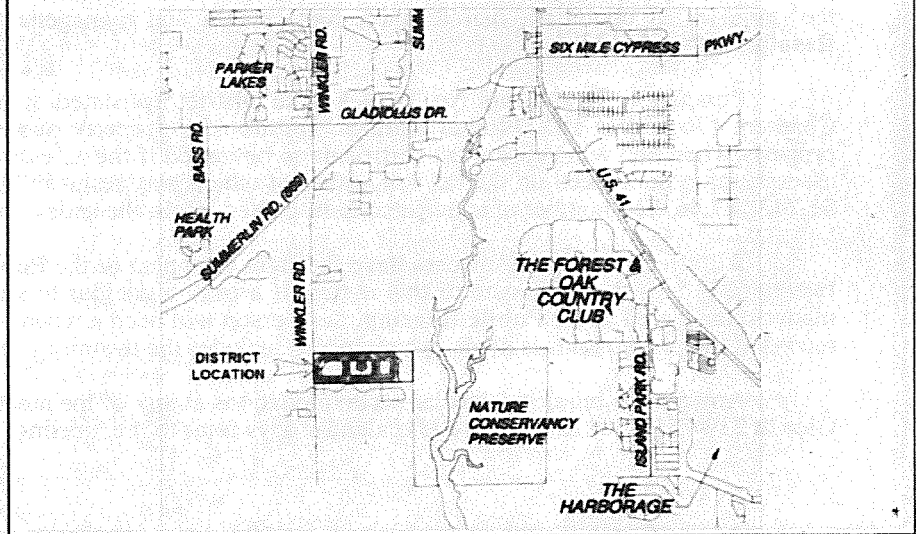 SUMM
SIX MILE CYPRESS PKWY.
PARKER
LAKES
WINKLER RD.
GLADIOLUS DR.
BASS RD.
U.S. 41
SUMMERLIN RD. (869)
HEALTH
PARK
THE FOREST &
OAK
COUNTRY
CLUB
WINKLER RD.
DISTRICT
LOCATION
ISLAND PARK RD.
NATURE
CONSERVANCY
PRESERVE
THE
HARBORAGE